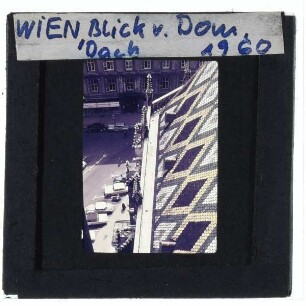 WiEN Blick v. Dom,
'Dach 1960